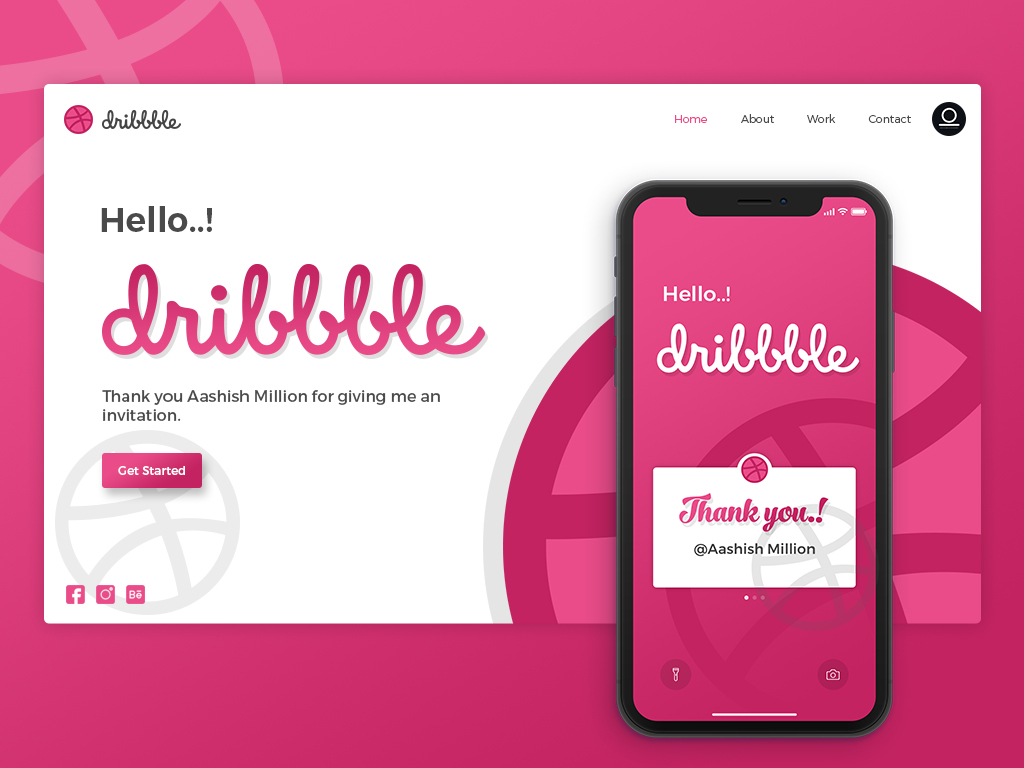 dribbble
Home
About
Work
Contact
Hello..!
dribbble
Thank you Aashish Million for giving me an
invitation.
Get Started
Bē
Hello..!
dribbble
Thank you.!
@Aashish Million